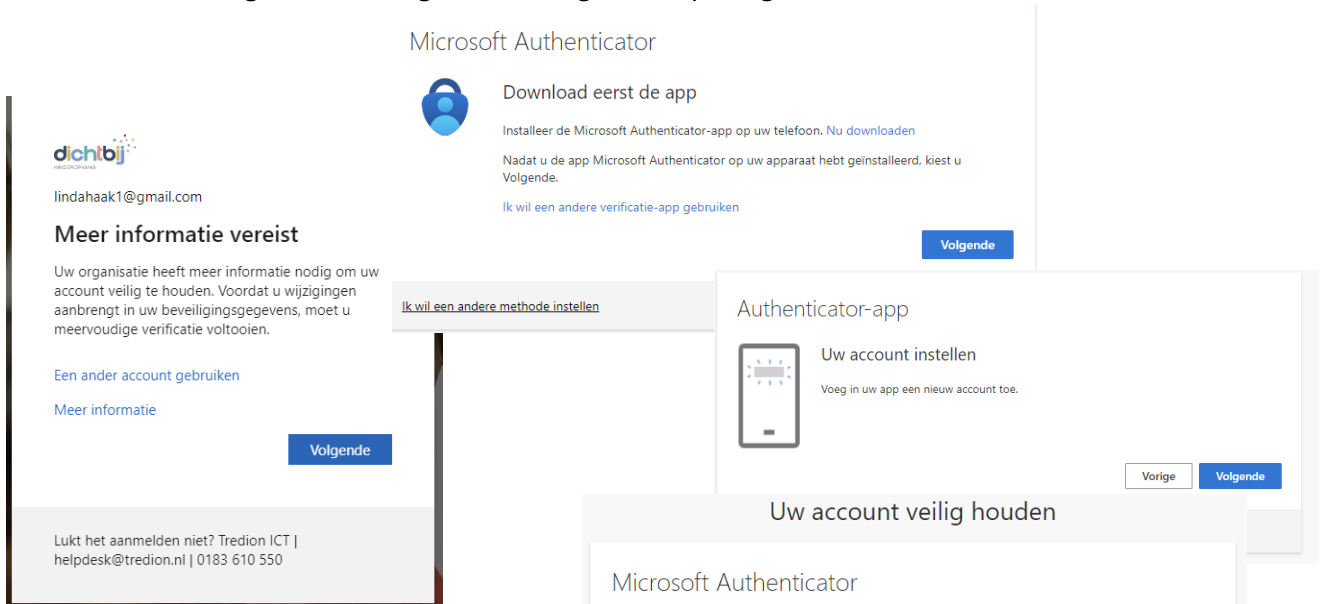 Microsoft Authenticator
Download eerst de app
Installeer de Microsoft Authenticator-app op uw telefoon. Nu downloaden
Nadat u de app Microsoft Authenticator op uw apparaat hebt geïnstalleerd, kiest u
Volgende.
Ik wil een andere verificatie-app gebruiken
Volgende
Ik wil een andere methode instellen
dichtbij
KINDEROPVANG
lindahaak1@gmail.com
Meer informatie vereist
Uw organisatie heeft meer informatie nodig om uw
account veilig te houden. Voordat u wijzigingen
aanbrengt in uw beveiligingsgegevens, moet u
meervoudige verificatie voltooien.
Een ander account gebruiken
Meer informatie
Volgende
Lukt het aanmelden niet? Tredion ICT |
helpdesk@tredion.nl | 0183 610 550
Authenticator-app
Uw account instellen
Voeg in uw app een nieuw account toe.
Vorige
Volgende
Uw account veilig houden
Microsoft Authenticator